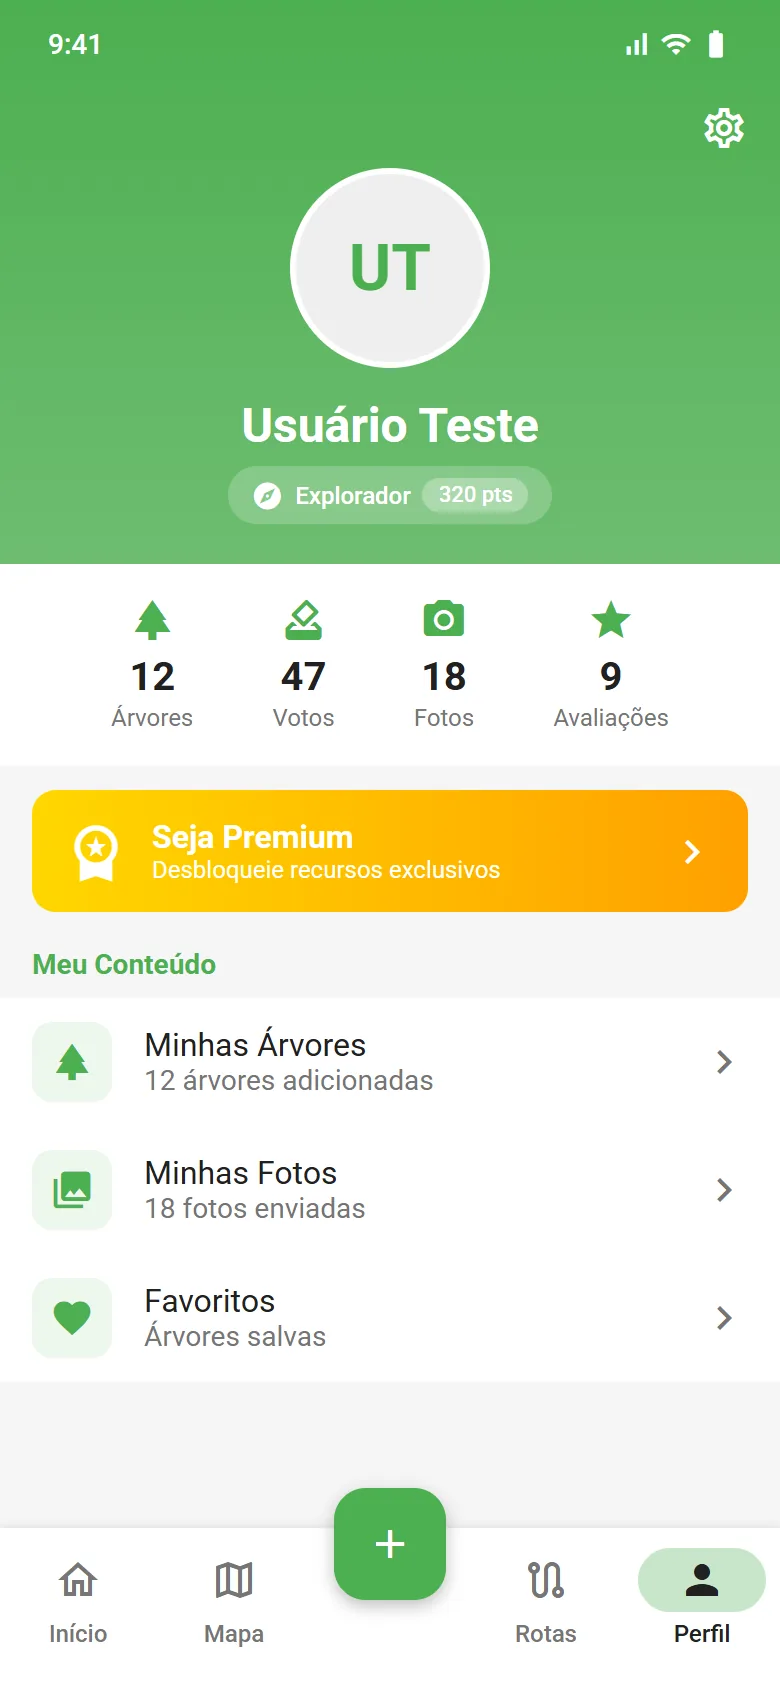 9:41
UT
Usuário Teste
Explorador 320 pts
12 47 18 9
Árvores Votos Fotos Avaliações
Seja Premium
Desbloqueie recursos exclusivos
Meu Conteúdo
Minhas Árvores
12 árvores adicionadas
Minhas Fotos
18 fotos enviadas
Favoritos
Árvores salvas
Início Mapa Rotas Perfil